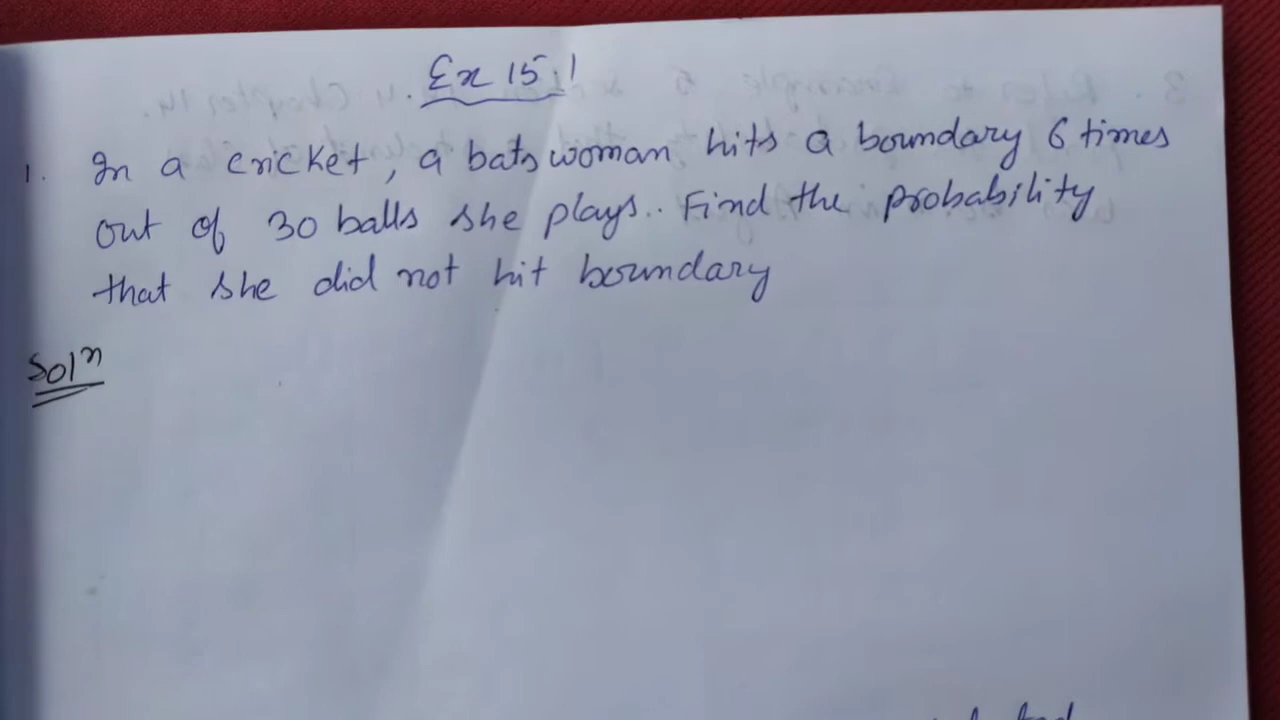 Ex 15.1
1. In a cricket, a batswoman hits a boundary 6 times
out of 30 balls she plays.. Find the probability
that she did not hit boundary
Solⁿ